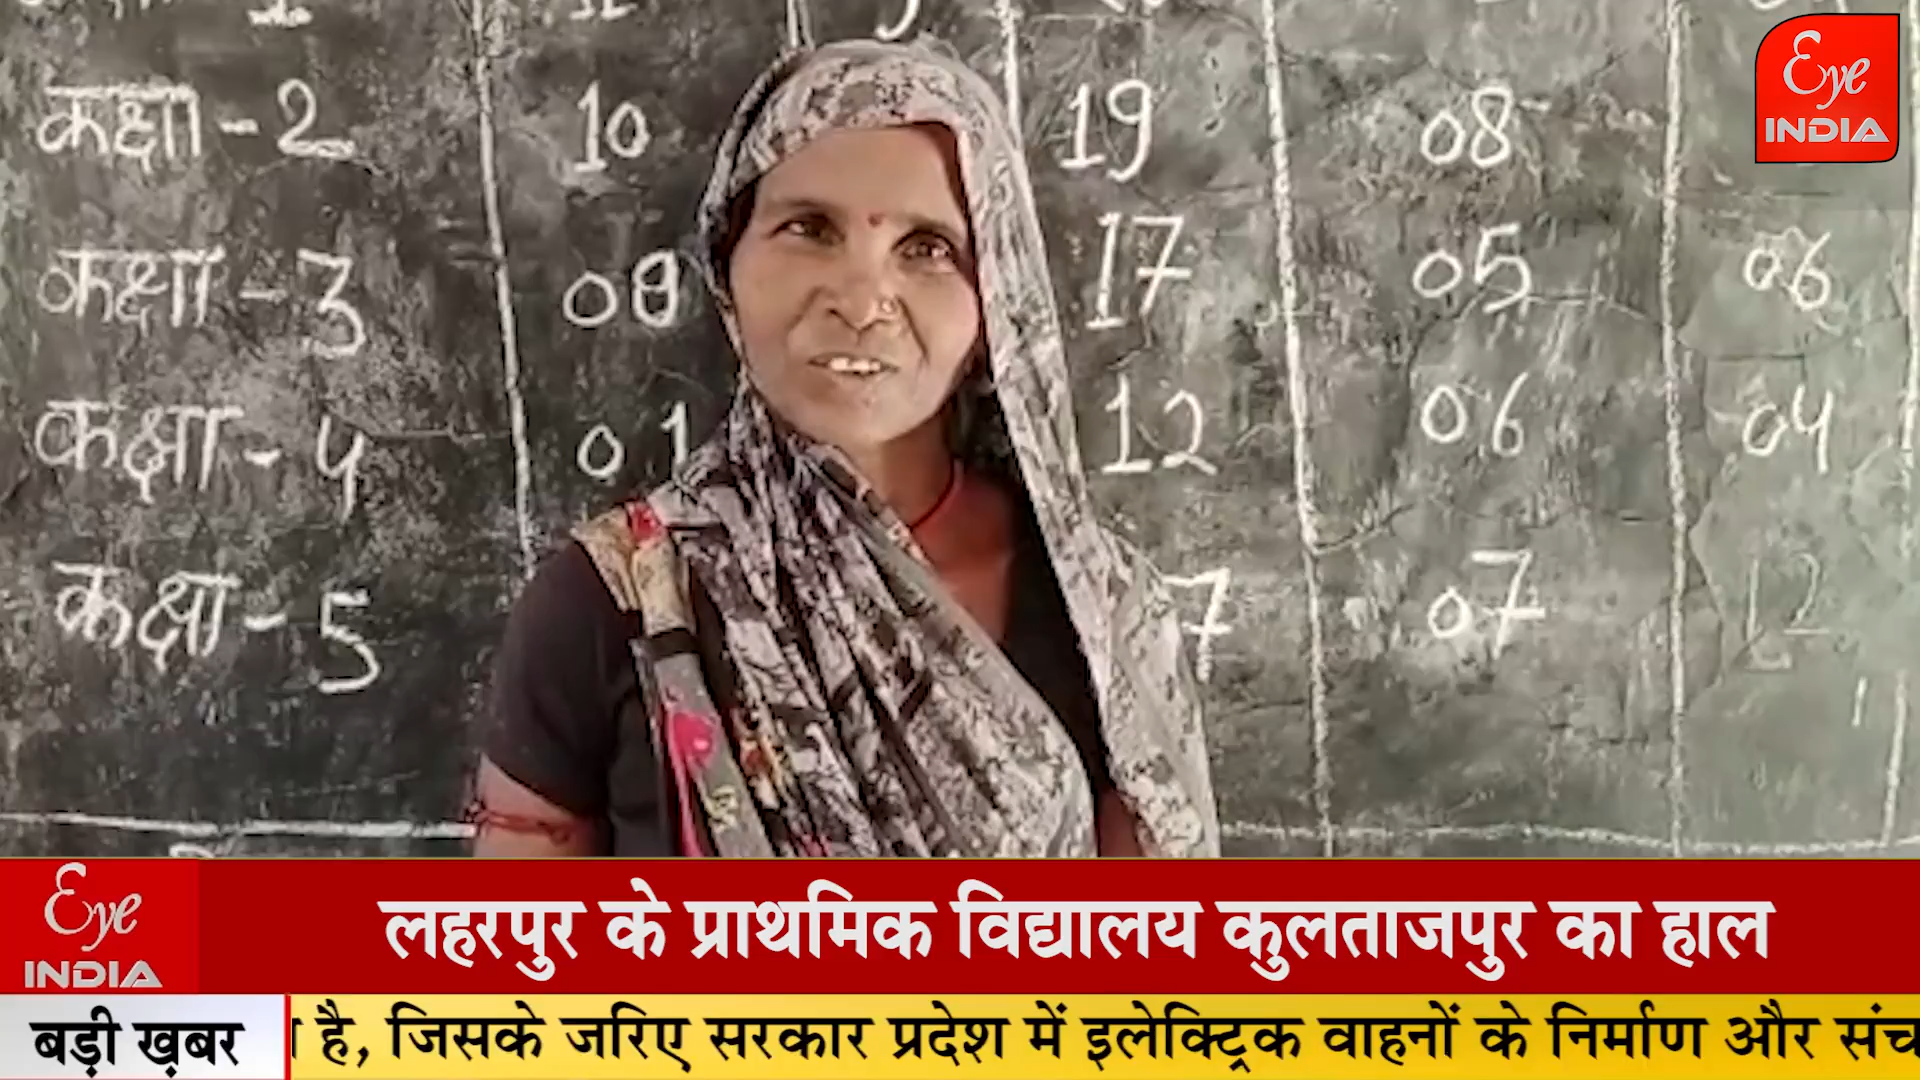 Eye
INDIA
कक्षा - 2 10 19 08
कक्षा - 3 08 17 05 06
कक्षा - 4 01 12 06 04
कक्षा - 5 7 07 12
Eye
INDIA
लहरपुर के प्राथमिक विद्यालय कुलताजपुर का हाल
बड़ी ख़बर
है, जिसके जरिए सरकार प्रदेश में इलेक्ट्रिक वाहनों के निर्माण और संच